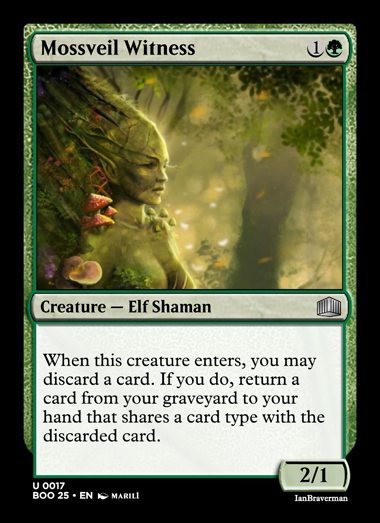 Mossveil Witness 1
Creature — Elf Shaman
When this creature enters, you may
discard a card. If you do, return a
card from your graveyard to your
hand that shares a card type with the
discarded card.
2/1
U 0017
BOO 25 • EN MARILÍ
IanBraverman